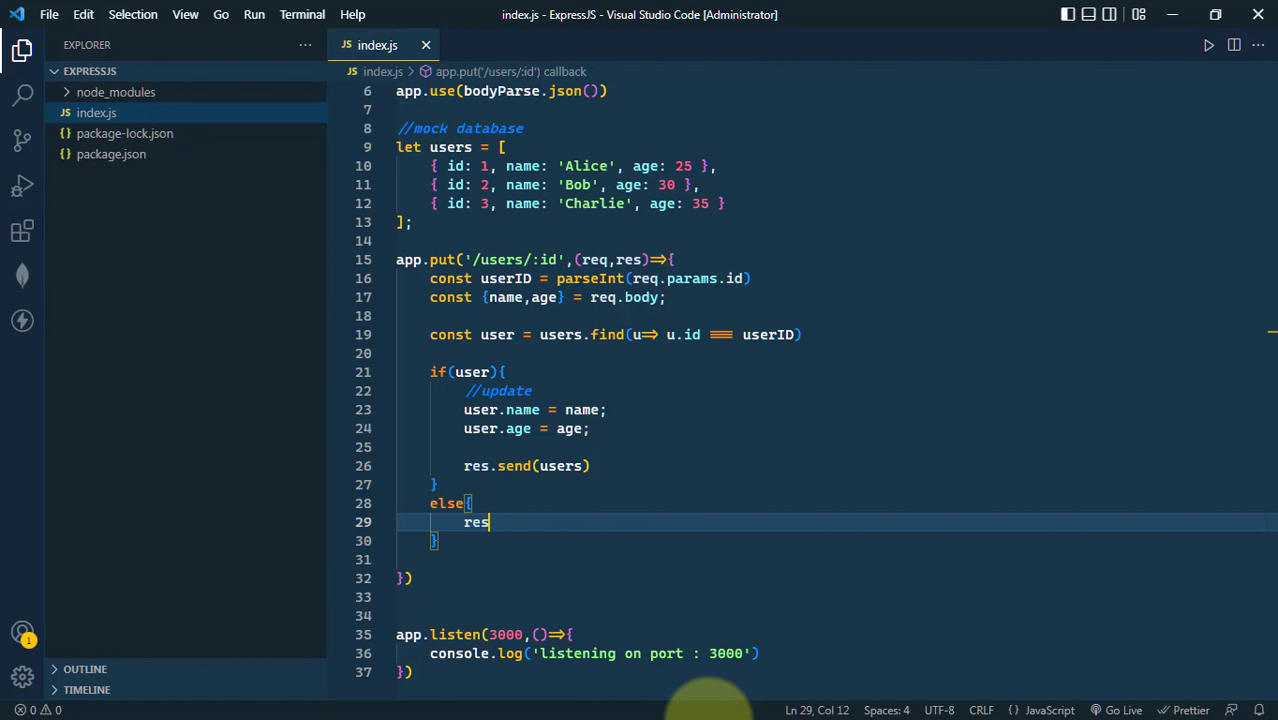 File Edit Selection View Go Run Terminal Help
index.js - ExpressJS - Visual Studio Code [Administrator]
EXPLORER
EXPRESSJS
node_modules
JS index.js
{} package-lock.json
{} package.json
OUTLINE
TIMELINE
JS index.js
JS index.js > app.put('/users/:id') callback
6 app.use(bodyParse.json())
7
8 //mock database
9 let users = [
10 { id: 1, name: 'Alice', age: 25 },
11 { id: 2, name: 'Bob', age: 30 },
12 { id: 3, name: 'Charlie', age: 35 }
13 ];
14
15 app.put('/users/:id',(req,res)=>{
16 const userID = parseInt(req.params.id)
17 const {name,age} = req.body;
18
19 const user = users.find(u=> u.id === userID)
20
21 if(user){
22 //update
23 user.name = name;
24 user.age = age;
25
26 res.send(users)
27 }
28 else{
29 res
30 }
31
32 })
33
34
35 app.listen(3000,()=>{
36 console.log('listening on port : 3000')
37 })
1
0 0 Ln 29, Col 12 Spaces: 4 UTF-8 CRLF {} JavaScript Go Live Prettier